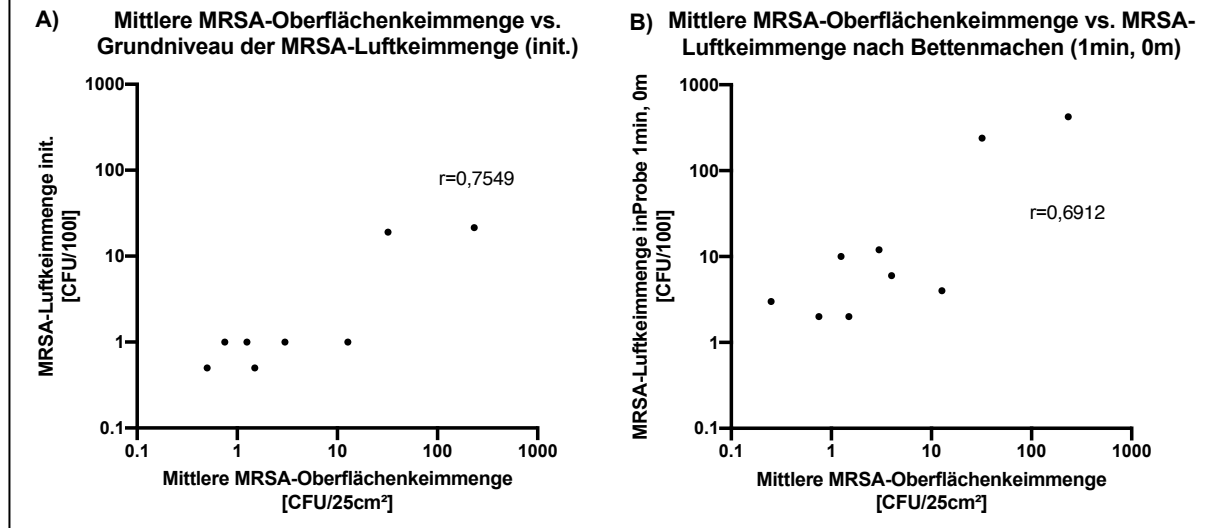 A) Mittlere MRSA-Oberflächenkeimmenge vs.
Grundniveau der MRSA-Luftkeimmenge (init.)
MRSA-Luftkeimmenge init.
[CFU/100l]
1000
100
10
1
0.1
r=0,7549
0.1 1 10 100 1000
Mittlere MRSA-Oberflächenkeimmenge
[CFU/25cm²]
B) Mittlere MRSA-Oberflächenkeimmenge vs. MRSA-
Luftkeimmenge nach Bettenmachen (1min, 0m)
MRSA-Luftkeimmenge inProbe 1min, 0m
[CFU/100l]
1000
100
10
1
0.1
r=0,6912
0.1 1 10 100 1000
Mittlere MRSA-Oberflächenkeimmenge
[CFU/25cm²]